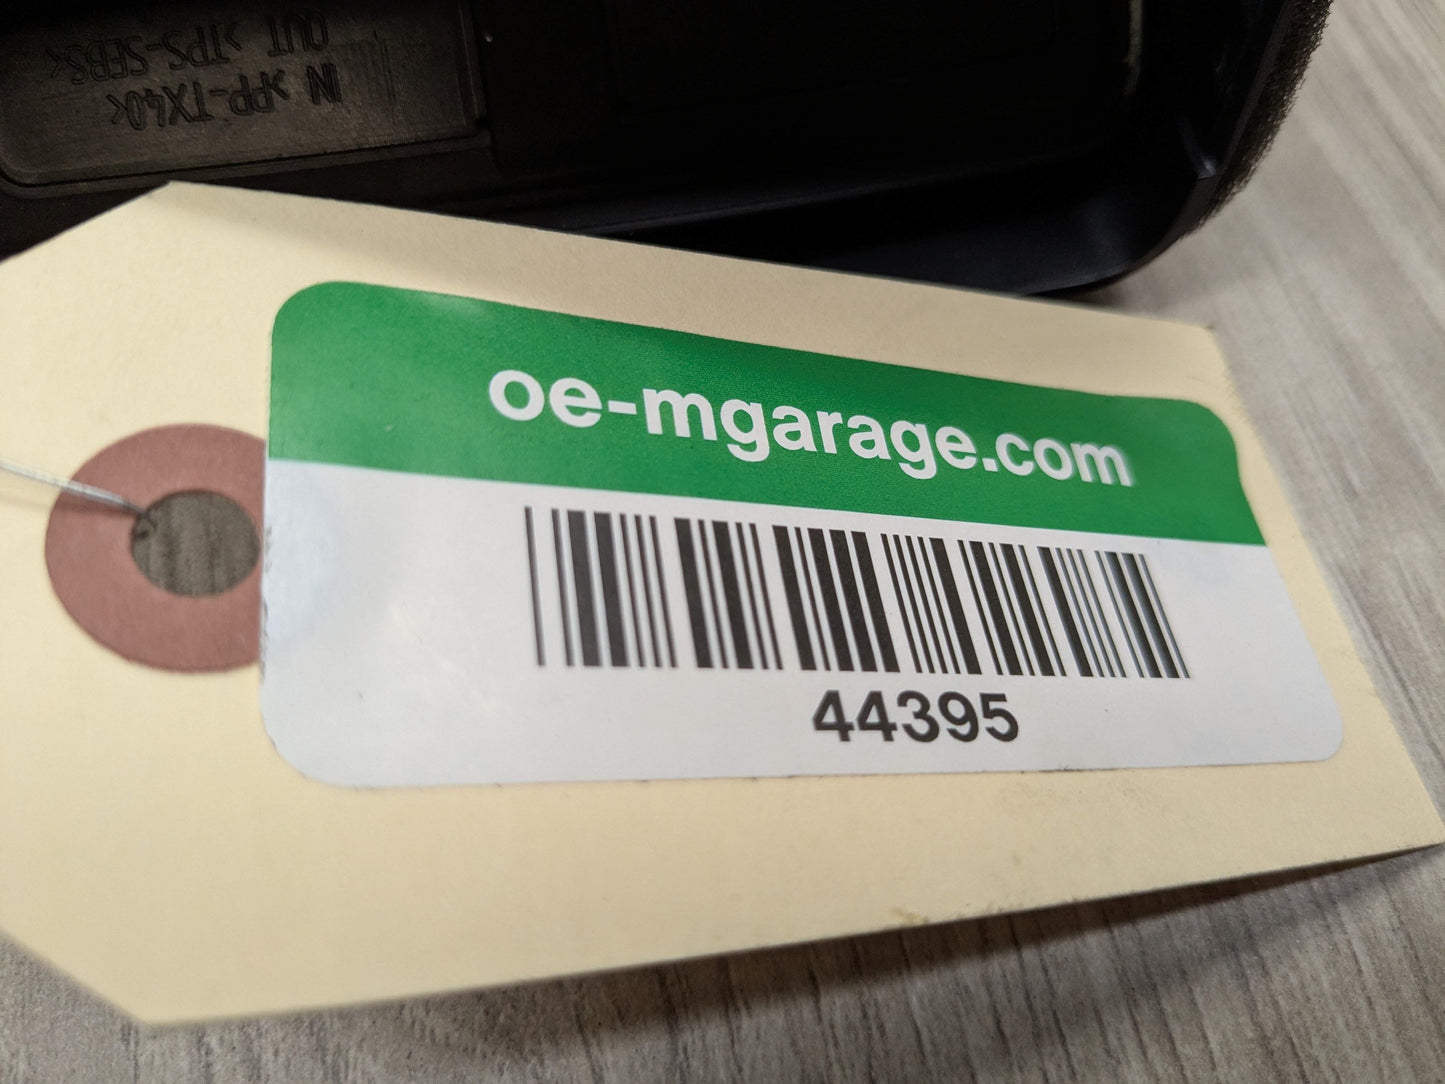 IN >PP-TX40<
OUT >TPS-SEBS<
oe-mgarage.com
44395